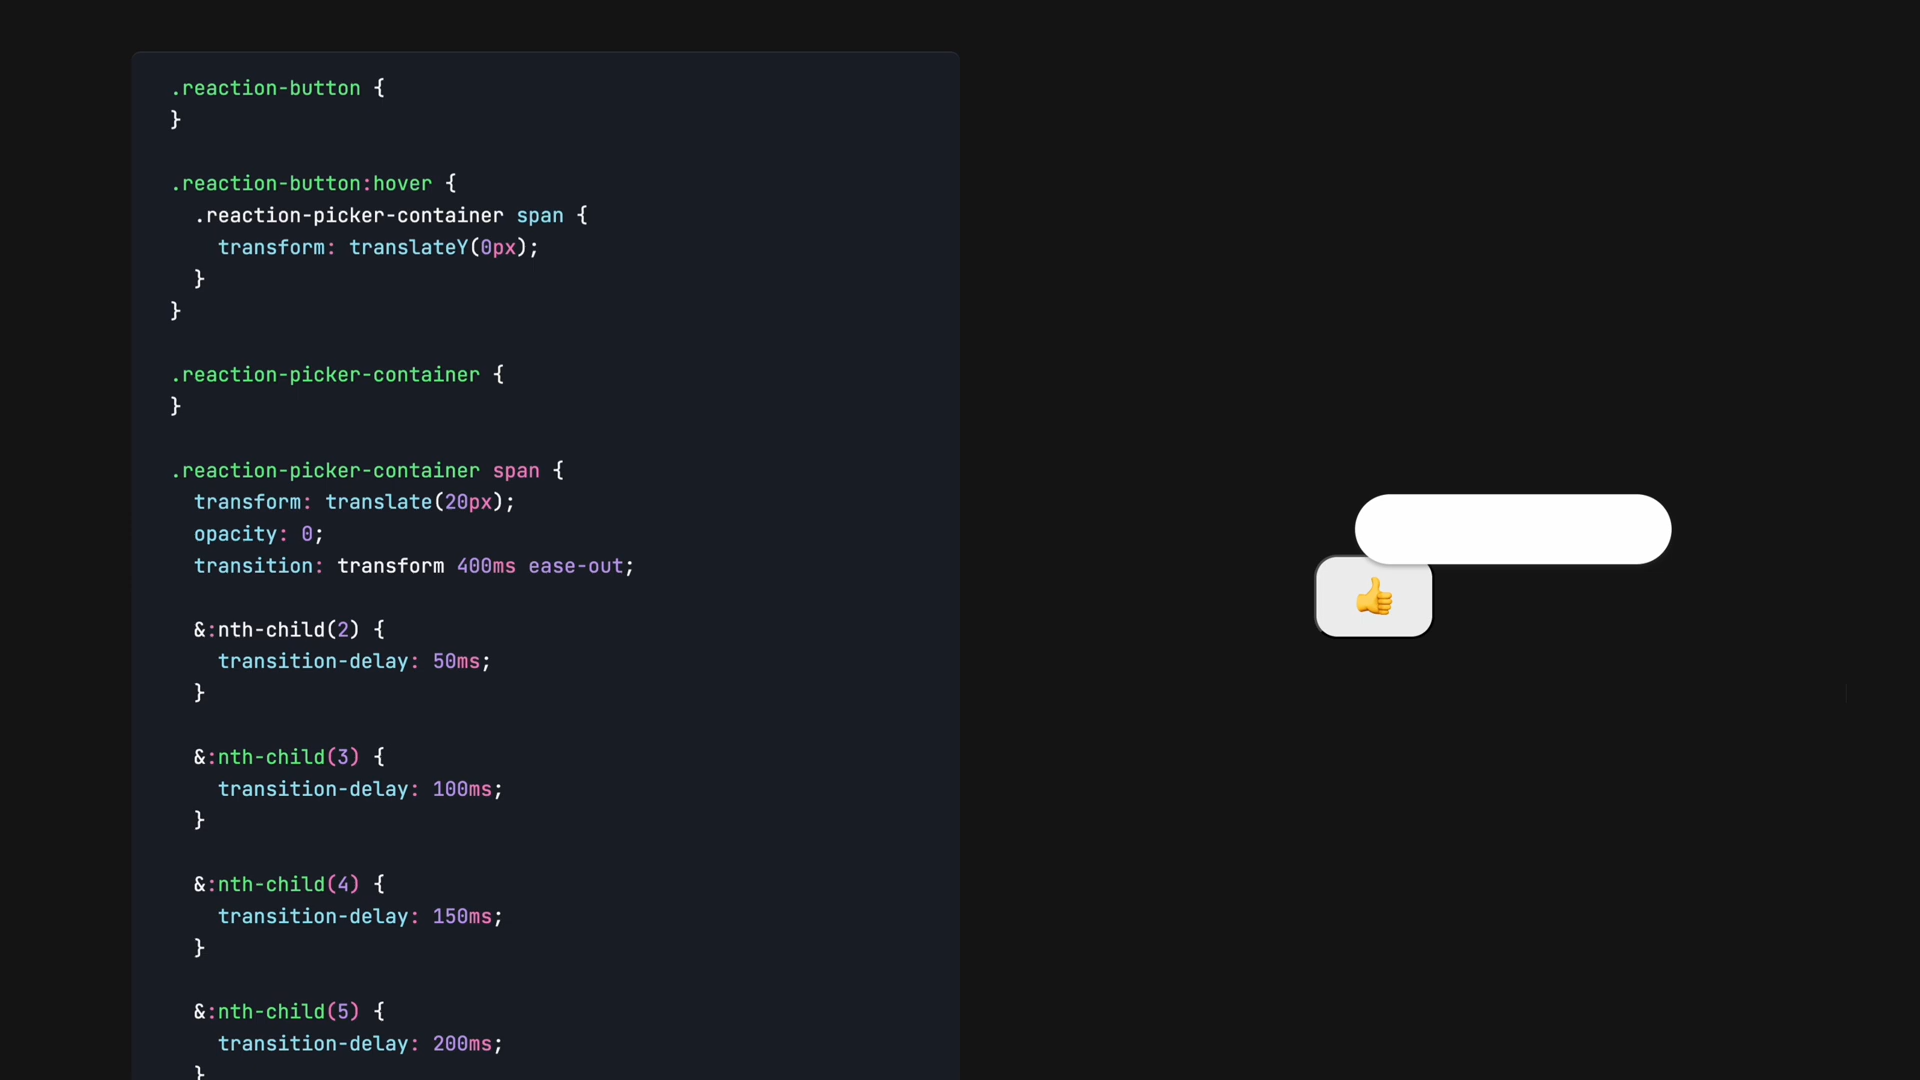 .reaction-button {
}
.reaction-button:hover {
.reaction-picker-container span {
transform: translateY(0px);
}
}
.reaction-picker-container {
}
.reaction-picker-container span {
transform: translate(20px);
opacity: 0;
transition: transform 400ms ease-out;
&:nth-child(2) {
transition-delay: 50ms;
}
&:nth-child(3) {
transition-delay: 100ms;
}
&:nth-child(4) {
transition-delay: 150ms;
}
&:nth-child(5) {
transition-delay: 200ms;
}